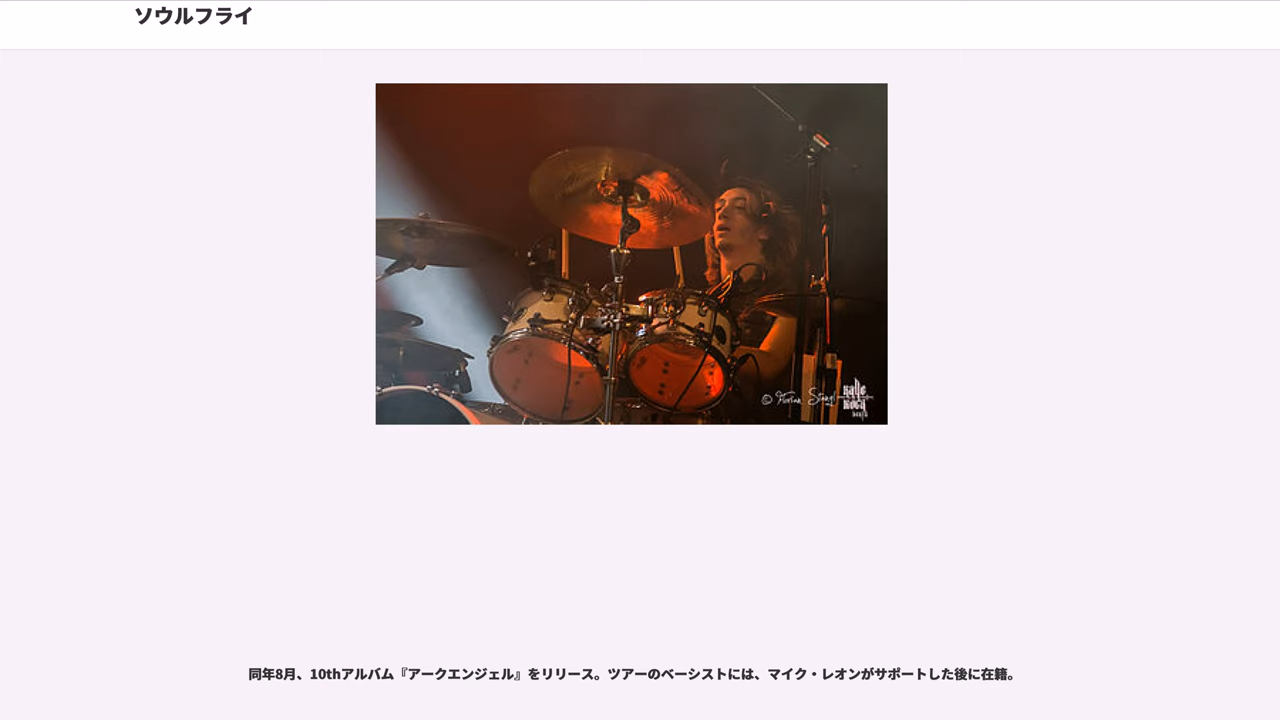 ソウルフライ
© Florian Stangl
同年8月、10thアルバム『アークエンジェル』をリリース。ツアーのベーシストには、マイク・レオンがサポートした後に在籍。